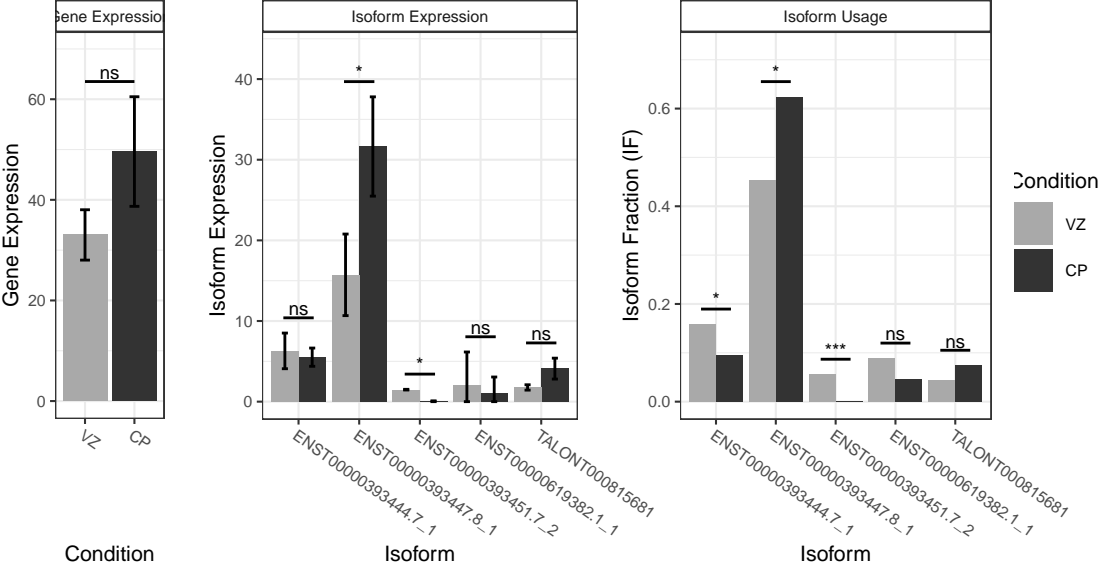 Gene Expression
Isoform Expression
Isoform Usage
Gene Expression
60
40
20
0
ns
VZ
CP
Condition
Isoform Expression
40
30
20
10
0
ns
*
*
ns
ns
ENST00000393444.7_1
ENST00000393447.8_1
ENST00000393451.7_2
ENST00000619382.1_1
TALONT000815681
Isoform
Isoform Fraction (IF)
0.6
0.4
0.2
0.0
*
*
***
ns
ns
ENST00000393444.7_1
ENST00000393447.8_1
ENST00000393451.7_2
ENST00000619382.1_1
TALONT000815681
Isoform
Condition
VZ
CP